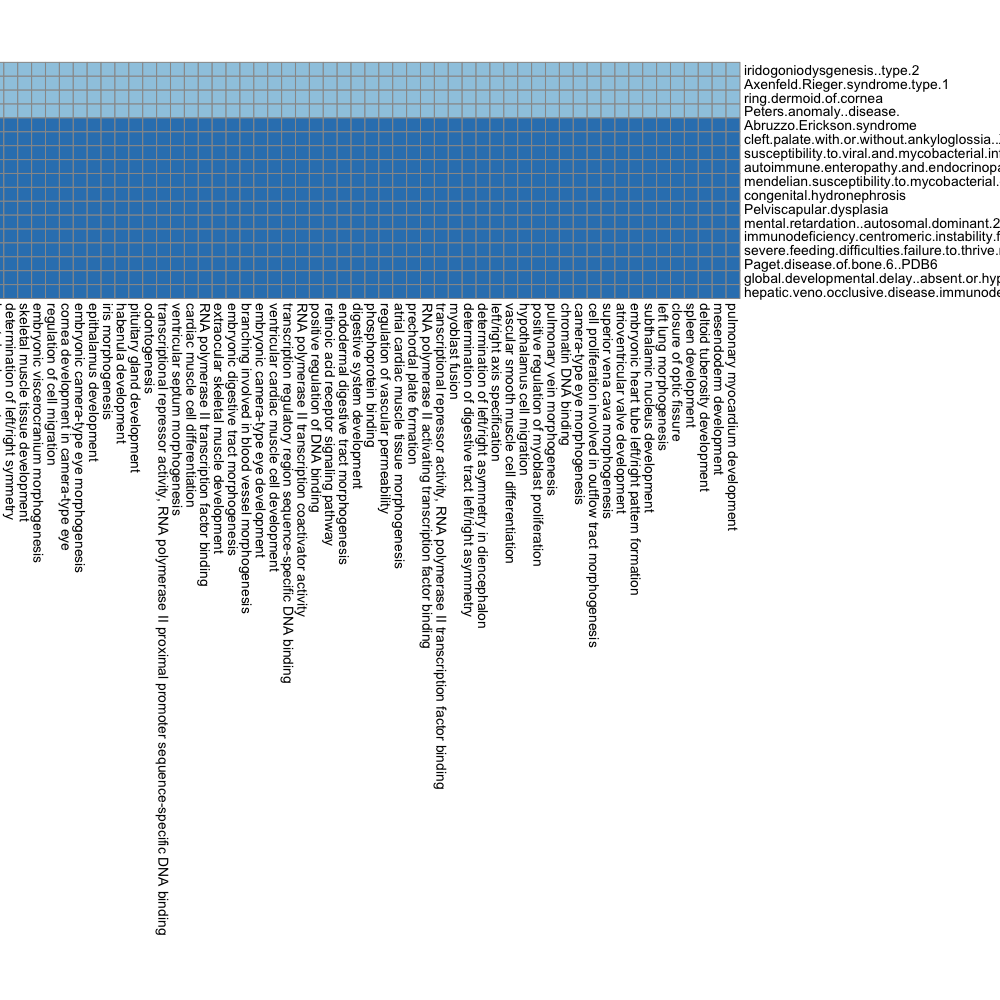 iridogoniodysgenesis..type.2
Axenfeld.Rieger.syndrome.type.1
ring.dermoid.of.cornea
Peters.anomaly..disease.
Abruzzo.Erickson.syndrome
cleft.palate.with.or.without.ankyloglossia..
susceptibility.to.viral.and.mycobacterial.in
autoimmune.enteropathy.and.endocrinopa
mendelian.susceptibility.to.mycobacterial.
congenital.hydronephrosis
Pelviscapular.dysplasia
mental.retardation..autosomal.dominant.2
immunodeficiency.centromeric.instability.f
severe.feeding.difficulties.failure.to.thrive.
Paget.disease.of.bone.6..PDB6
global.developmental.delay..absent.or.hyp
hepatic.veno.occlusive.disease.immunode
determination of left/right symmetry
skeletal muscle tissue development
embryonic viscerocranium morphogenesis
regulation of cell migration
cornea development in camera-type eye
embryonic camera-type eye morphogenesis
epithalamus development
iris morphogenesis
habenula development
pituitary gland development
odontogenesis
transcriptional repressor activity, RNA polymerase II proximal promoter sequence-specific DNA binding
ventricular septum morphogenesis
cardiac muscle cell differentiation
RNA polymerase II transcription factor binding
extraocular skeletal muscle development
embryonic digestive tract morphogenesis
branching involved in blood vessel morphogenesis
embryonic camera-type eye development
ventricular cardiac muscle cell development
transcription regulatory region sequence-specific DNA binding
RNA polymerase II transcription coactivator activity
positive regulation of DNA binding
retinoic acid receptor signaling pathway
endodermal digestive tract morphogenesis
digestive system development
phosphoprotein binding
regulation of vascular permeability
atrial cardiac muscle tissue morphogenesis
prechordal plate formation
RNA polymerase II activating transcription factor binding
transcriptional repressor activity, RNA polymerase II transcription factor binding
myoblast fusion
determination of digestive tract left/right asymmetry
determination of left/right asymmetry in diencephalon
left/right axis specification
vascular smooth muscle cell differentiation
hypothalamus cell migration
positive regulation of myoblast proliferation
pulmonary vein morphogenesis
chromatin DNA binding
camera-type eye morphogenesis
cell proliferation involved in outflow tract morphogenesis
superior vena cava morphogenesis
atrioventricular valve development
embryonic heart tube left/right pattern formation
subthalamic nucleus development
left lung morphogenesis
closure of optic fissure
spleen development
deltoid tuberosity development
mesendoderm development
pulmonary myocardium development